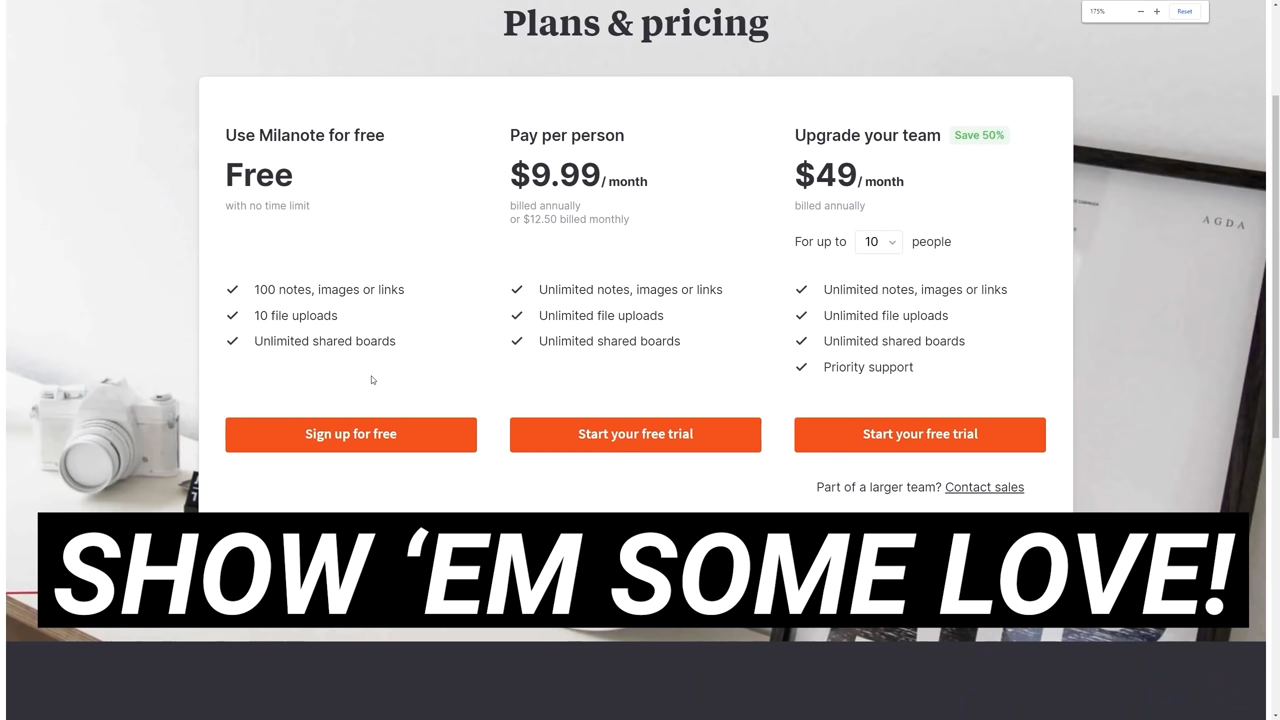 Plans & pricing
175%
Reset
Use Milanote for free
Free
with no time limit
100 notes, images or links
10 file uploads
Unlimited shared boards
Sign up for free
Pay per person
$9.99 / month
billed annually
or $12.50 billed monthly
Unlimited notes, images or links
Unlimited file uploads
Unlimited shared boards
Start your free trial
Upgrade your team Save 50%
$49 / month
billed annually
For up to 10 people
Unlimited notes, images or links
Unlimited file uploads
Unlimited shared boards
Priority support
Start your free trial
Part of a larger team? Contact sales
AGDA
SHOW ‘EM SOME LOVE!